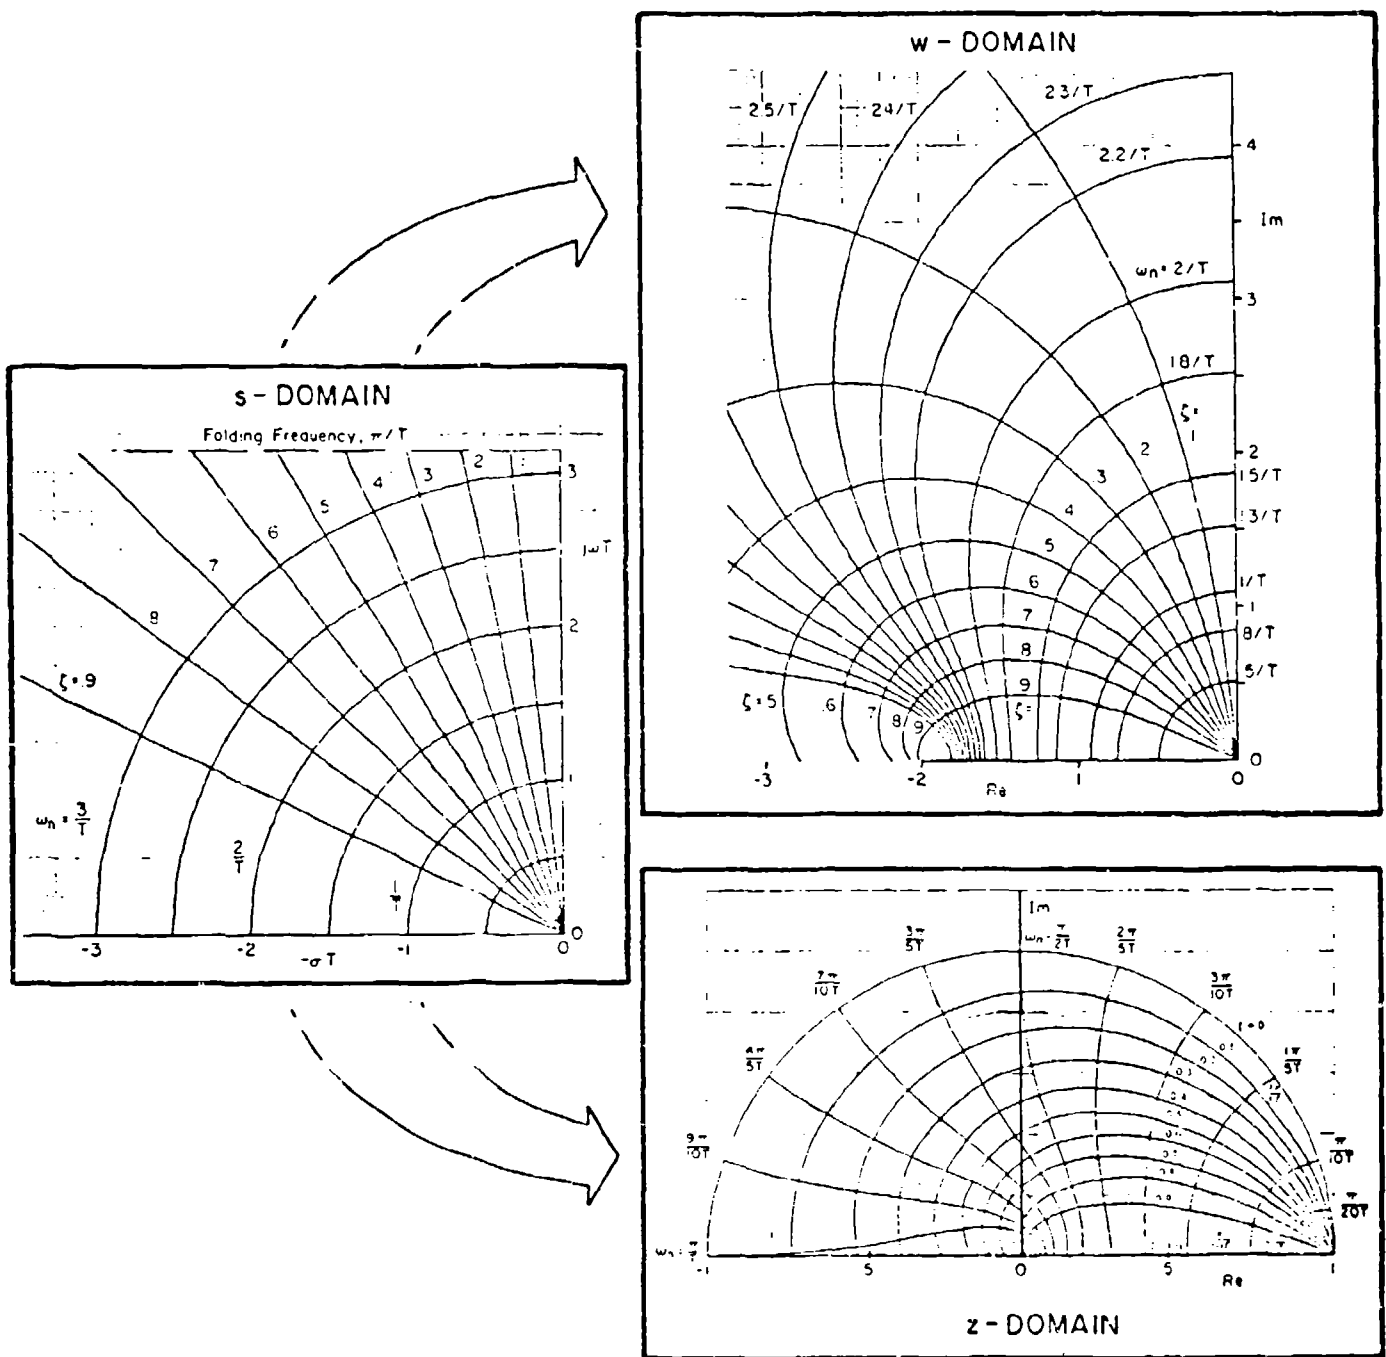 w - DOMAIN
2.5/T
2.4/T
2.3/T
2.2/T
4
Im
ωn = 2/T
3
1.8/T
ζ =
.1
.2
2
.3
1.5/T
.4
1.3/T
.5
.6
1/T
1
.7
.8/T
.8
.5/T
.9
ζ =
ζ = .5
.6
.7
.8
.9
0
-3
-2
-1
0
Re
s - DOMAIN
Folding Frequency, π/T
3
.2
.3
.4
.5
.6
jωT
.7
2
.8
ζ = .9
1
ωn = 3/T
2/T
0
-3
-2
-1
0
-σT
Im
ωn = π/2T
3π/5T
2π/5T
7π/10T
3π/10T
ζ = 0
4π/5T
1π/5T
9π/10T
π/10T
π/20T
-1
5
0
5
1
Re
z - DOMAIN